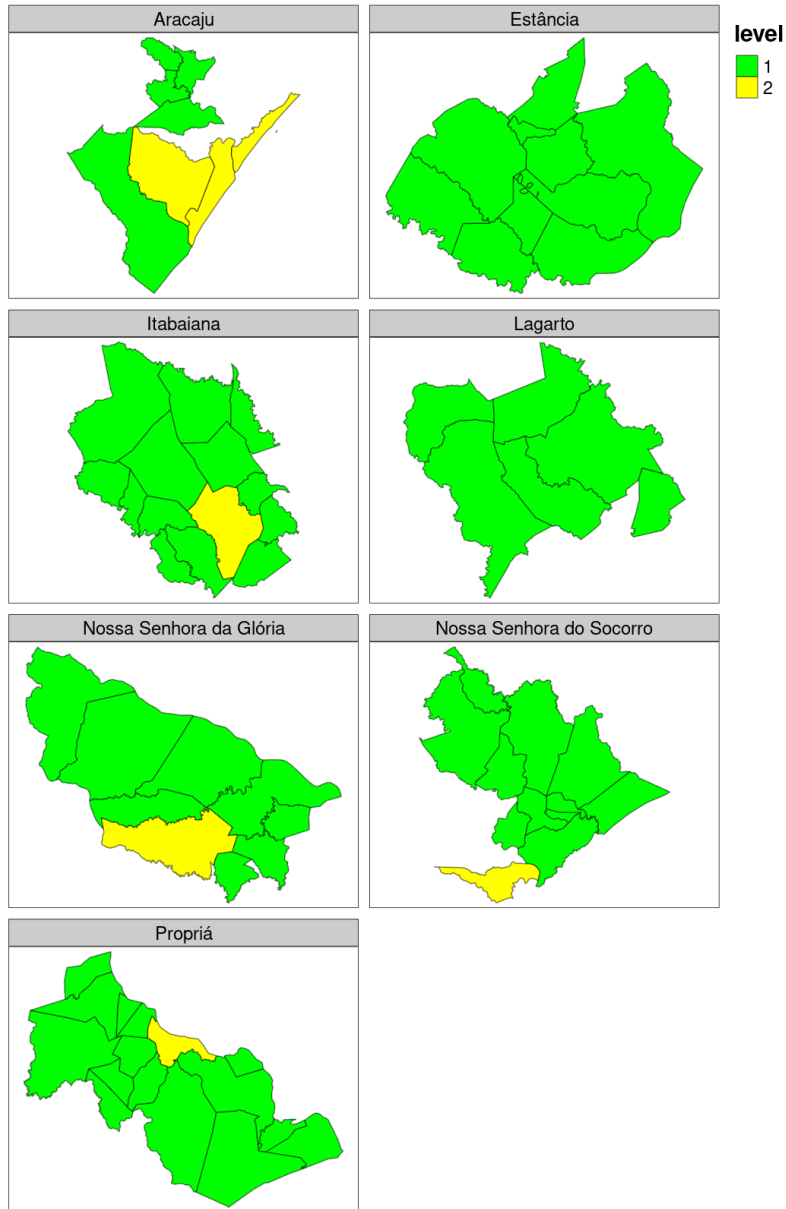 Aracaju
Estância
level
1
2
Itabaiana
Lagarto
Nossa Senhora da Glória
Nossa Senhora do Socorro
Propriá